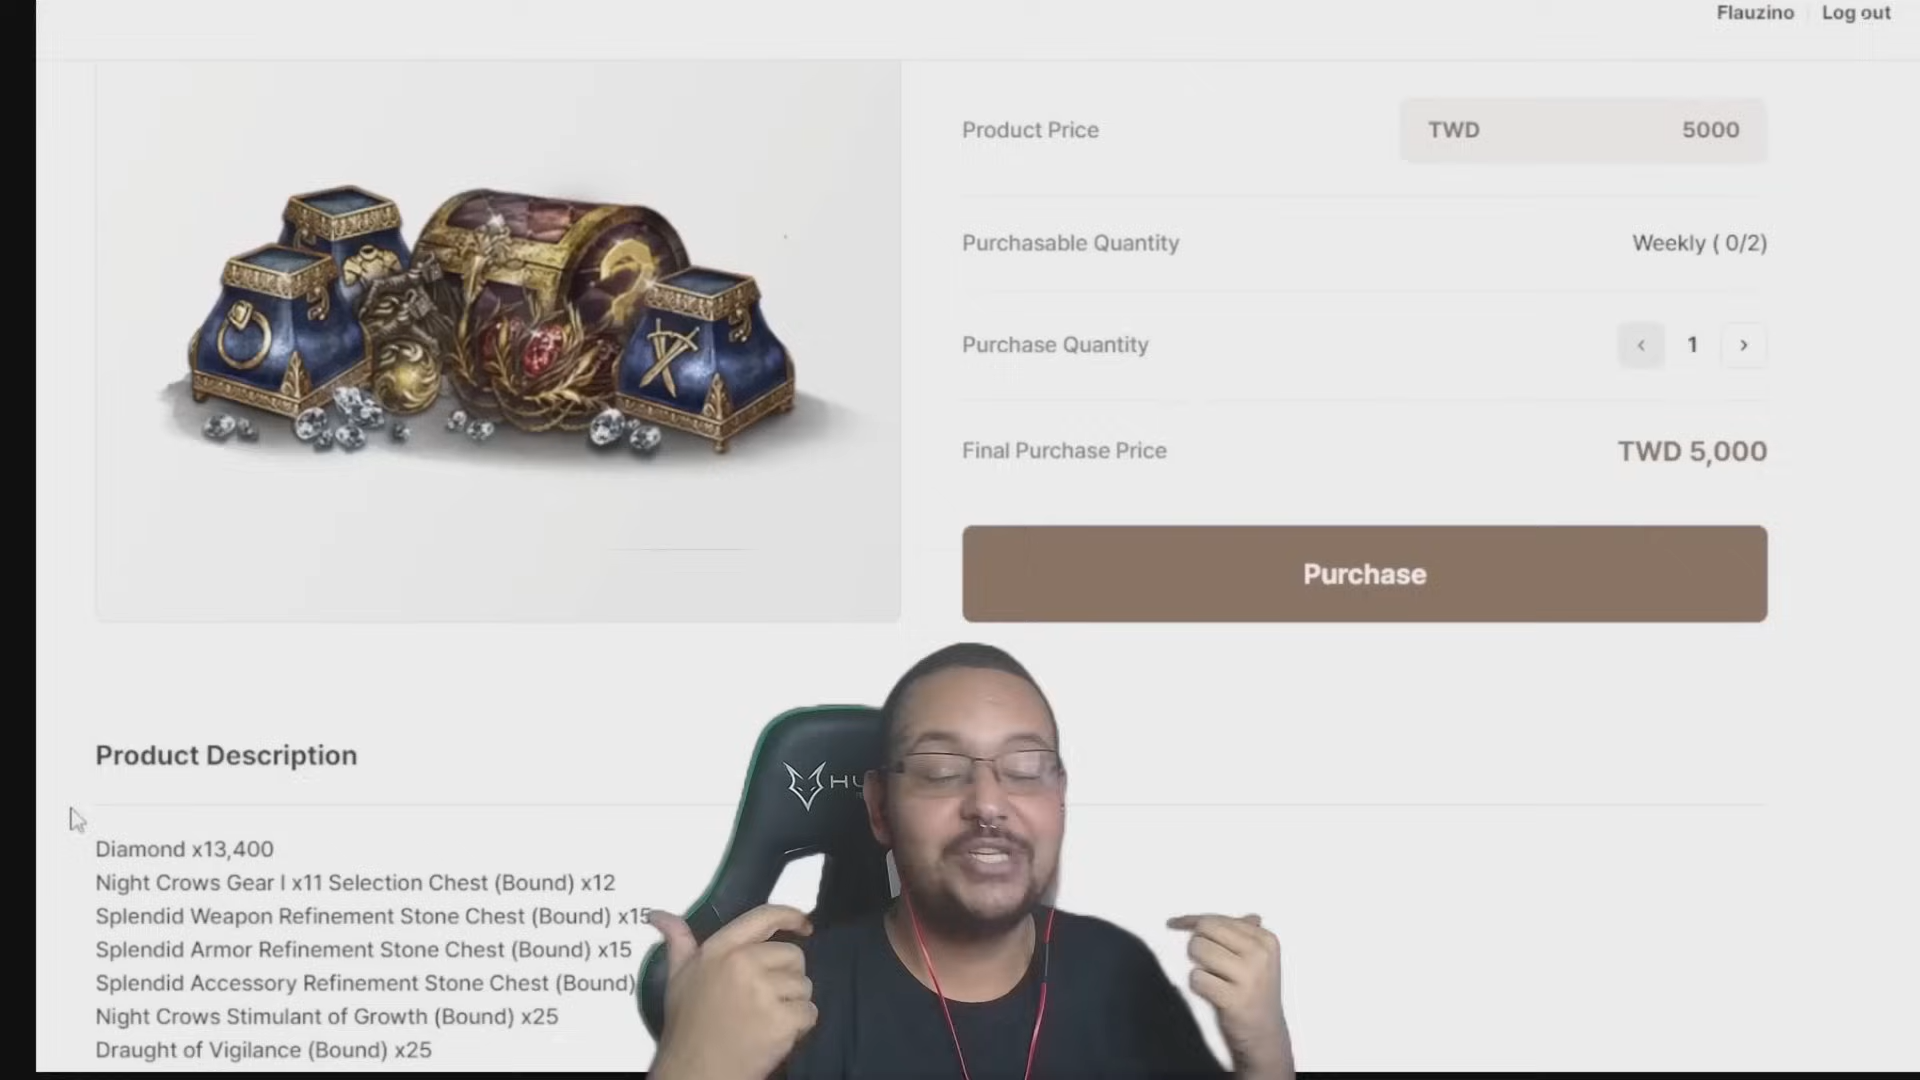 Flauzino Log out
Product Price TWD 5000
Purchasable Quantity Weekly ( 0/2)
Purchase Quantity ‹ 1 ›
Final Purchase Price TWD 5,000
Purchase
Product Description
Diamond x13,400
Night Crows Gear I x11 Selection Chest (Bound) x12
Splendid Weapon Refinement Stone Chest (Bound) x15
Splendid Armor Refinement Stone Chest (Bound) x15
Splendid Accessory Refinement Stone Chest (Bound)
Night Crows Stimulant of Growth (Bound) x25
Draught of Vigilance (Bound) x25